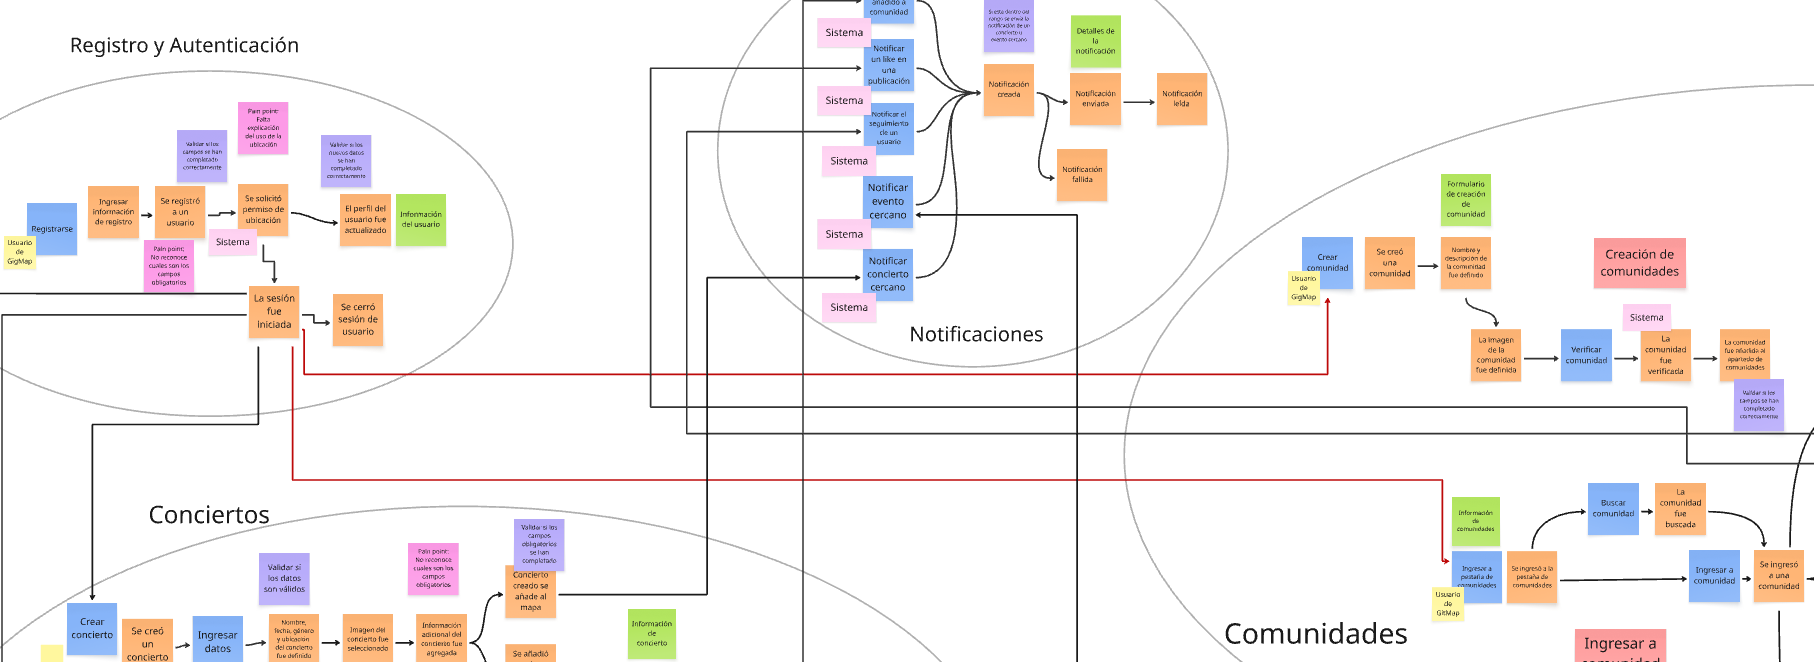 Registro y Autenticación
Pain point:
Falta
explicación
del uso de la
ubicación
Validar si los
campos se han
completado
correctamente
Validar si los
nuevos datos
se han
completado
correctamente
Registrarse
Usuario
de
GigMap
Ingresar
información
de registro
Se registró
a un
usuario
Se solicitó
permiso de
ubicación
Sistema
El perfil del
usuario fue
actualizado
Información
del usuario
Pain point:
No reconoce
cuales son los
campos
obligatorios
La sesión
fue
iniciada
Se cerró
sesión de
usuario
añadido a
comunidad
Sistema
Notificar
un like en
una
publicación
Sistema
Notificar el
seguimiento
de un
usuario
Sistema
Notificar
evento
cercano
Sistema
Notificar
concierto
cercano
Sistema
Si esta dentro del
rango se envía la
notificación de un
concierto o
evento cercano
Detalles de
la
notificación
Notificación
creada
Notificación
enviada
Notificación
leída
Notificación
fallida
Notificaciones
Formulario
de creación
de
comunidad
Crear
comunidad
Usuario
de
GigMap
Se creó
una
comunidad
Nombre y
descripción de
la comunidad
fue definido
Creación de
comunidades
La imagen
de la
comunidad
fue definida
Verificar
comunidad
Sistema
La
comunidad
fue
verificada
La comunidad
fue añadida al
apartado de
comunidades
Validar si los
campos se han
completado
correctamente
Información
de
comunidades
Ingresar a
pestaña de
comunidades
Usuario
de
GitMap
Se ingresó a la
pestaña de
comunidades
Buscar
comunidad
La
comunidad
fue
buscada
Ingresar a
comunidad
Se ingresó
a una
comunidad
Comunidades
Ingresar a
comunidad
Conciertos
Validar si
los datos
son válidos
Pain point:
No reconoce
cuales son los
campos
obligatorios
Validar si los
campos
obligatorios
se han
completado
Crear
concierto
Se creó
un
concierto
Ingresar
datos
Nombre,
fecha, género
y ubicación
del concierto
fue definido
Imagen del
concierto fue
seleccionado
Información
adicional del
concierto fue
agregada
Concierto
creado se
añade al
mapa
Se añadió
Información
de
concierto